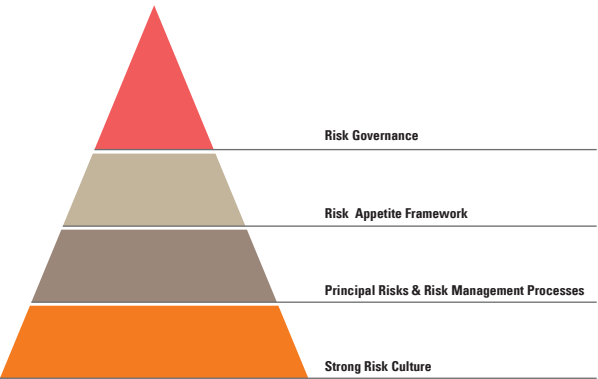 Risk Governance
Risk Appetite Framework
Principal Risks & Risk Management Processes
Strong Risk Culture